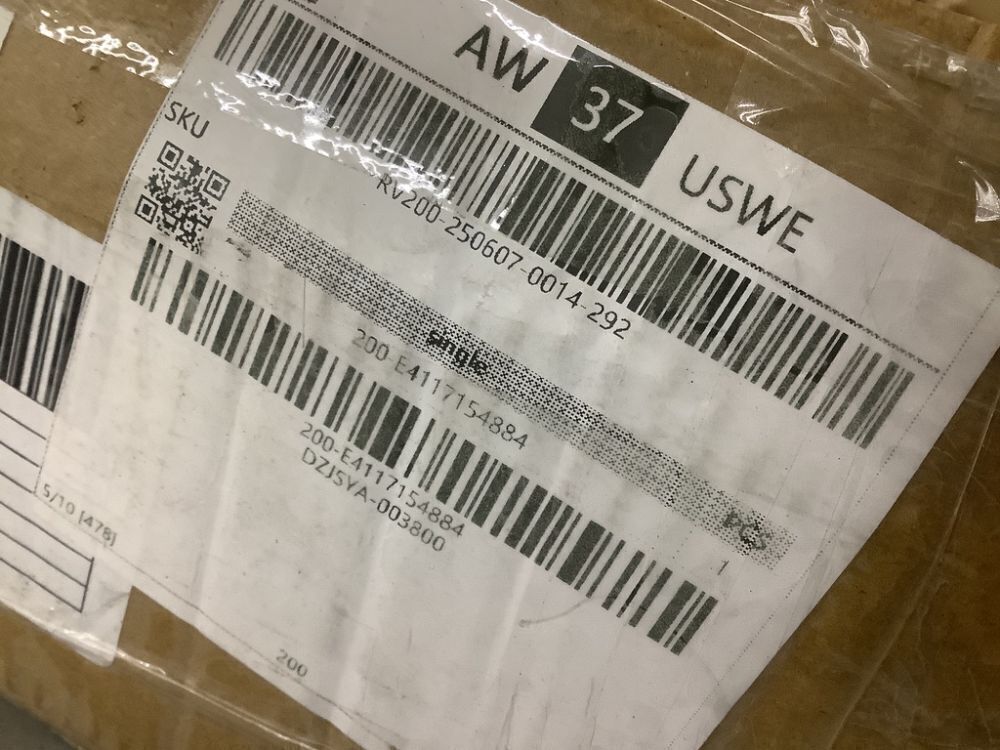 AW 37 USWE
RV200-250607-0014-292
SKU
single
PCS
200-E4117154884
1
200-E4117154884
DZJSYA-003800
5/10 [478]
200